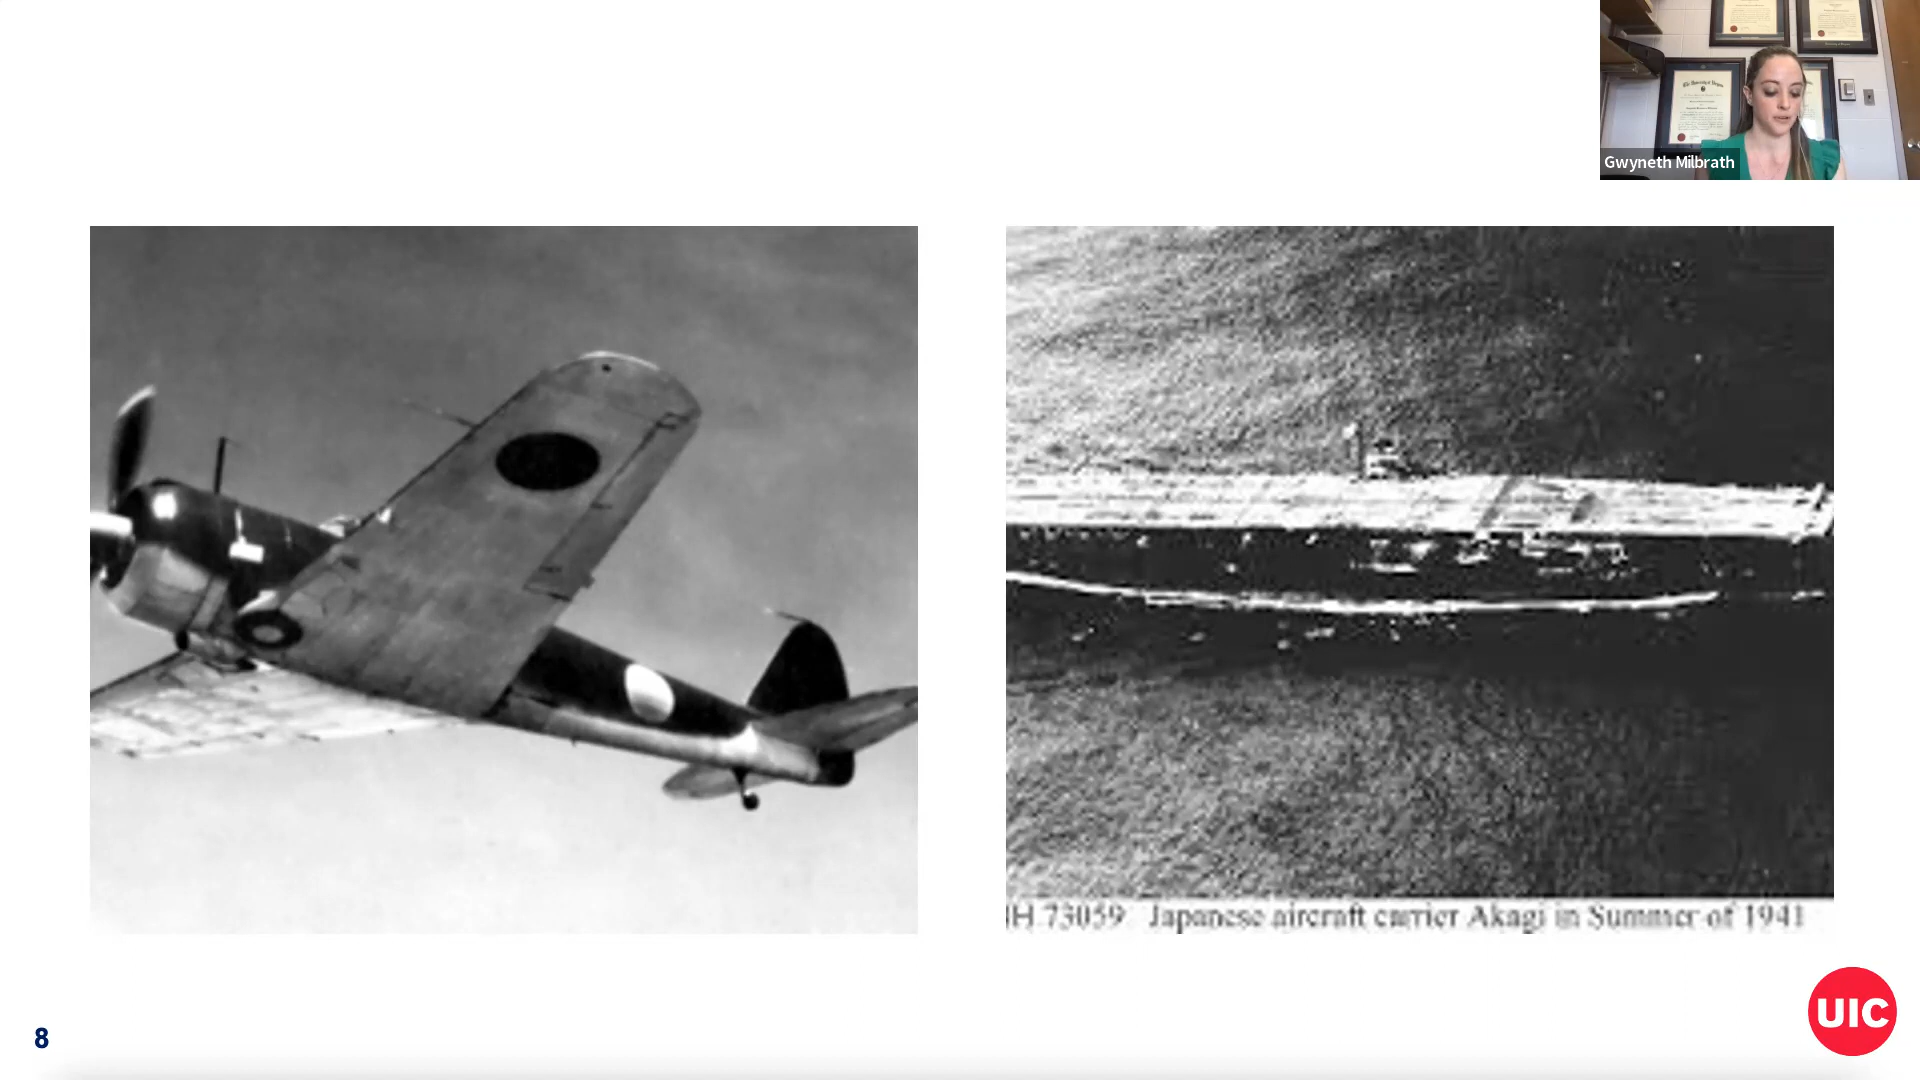 Gwyneth Milbrath
H 73059 Japanese aircraft carrier Akagi in Summer of 1941
8
UIC